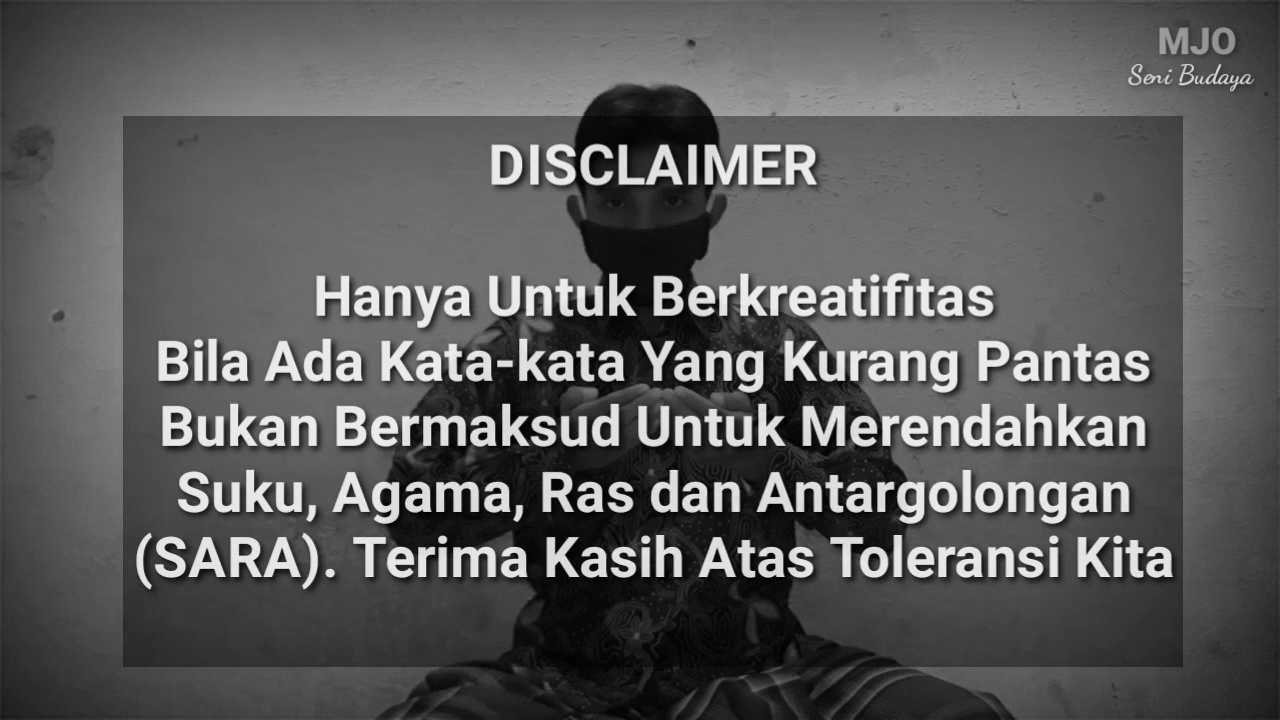 MJO
Seni Budaya
DISCLAIMER
Hanya Untuk Berkreatifitas
Bila Ada Kata-kata Yang Kurang Pantas
Bukan Bermaksud Untuk Merendahkan
Suku, Agama, Ras dan Antargolongan
(SARA). Terima Kasih Atas Toleransi Kita